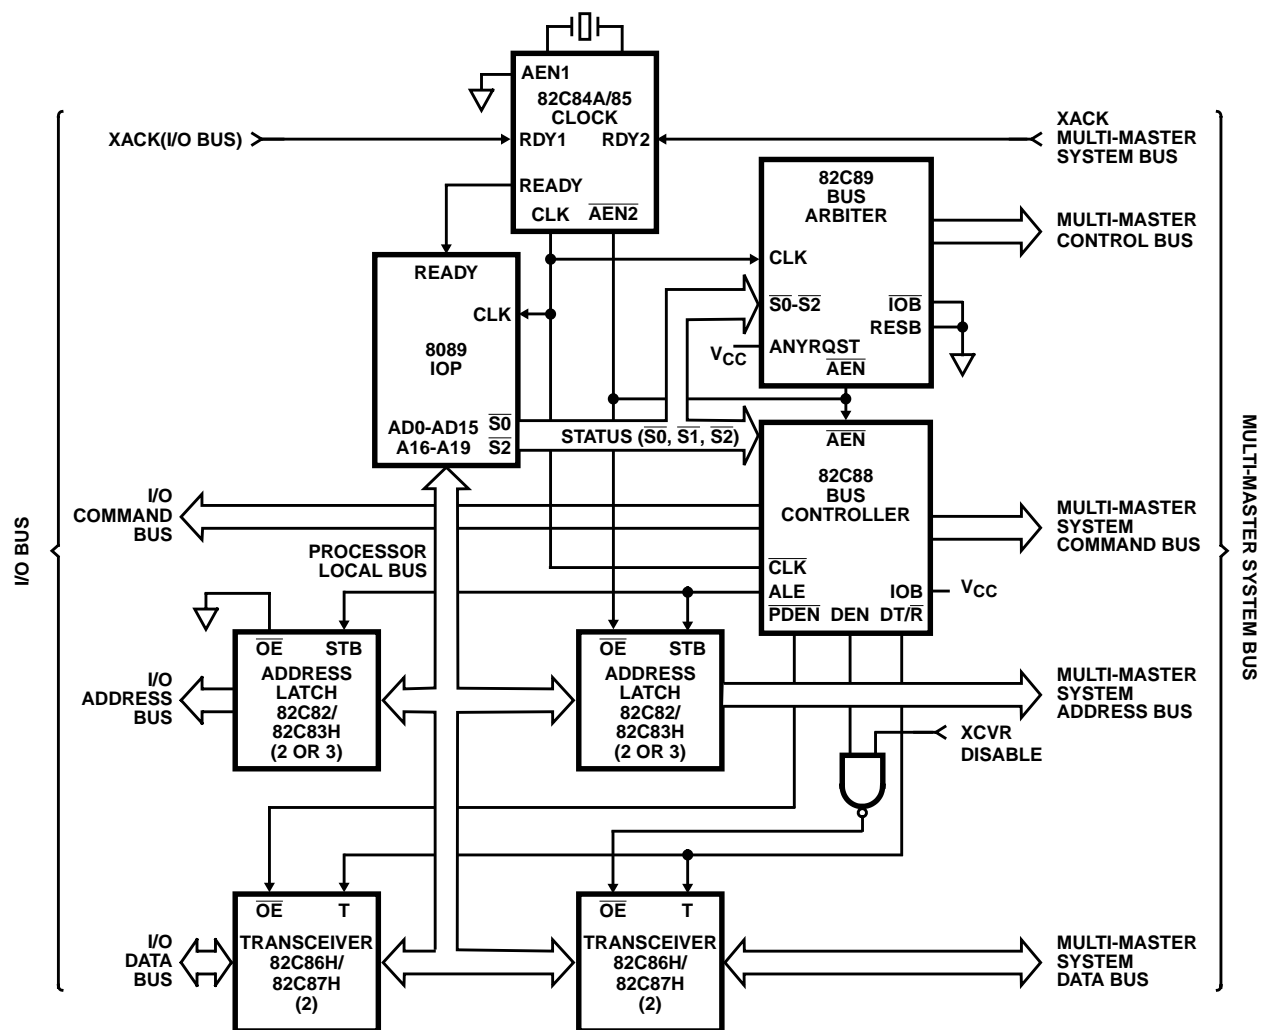 AEN1
82C84A/85
CLOCK
RDY1
RDY2
READY
CLK
AEN2
XACK(I/O BUS)
XACK
MULTI-MASTER
SYSTEM BUS
82C89
BUS
ARBITER
CLK
S0-S2
IOB
RESB
ANYRQST
AEN
VCC
MULTI-MASTER
CONTROL BUS
READY
CLK
8089
IOP
AD0-AD15
A16-A19
S0
S2
STATUS (S0, S1, S2)
AEN
82C88
BUS
CONTROLLER
CLK
ALE
IOB
PDEN
DEN
DT/R
VCC
I/O
COMMAND
BUS
MULTI-MASTER
SYSTEM
COMMAND BUS
PROCESSOR
LOCAL BUS
I/O BUS
MULTI-MASTER SYSTEM BUS
OE
STB
ADDRESS
LATCH
82C82/
82C83H
(2 OR 3)
OE
STB
ADDRESS
LATCH
82C82/
82C83H
(2 OR 3)
I/O
ADDRESS
BUS
MULTI-MASTER
SYSTEM
ADDRESS BUS
XCVR
DISABLE
OE
T
TRANSCEIVER
82C86H/
82C87H
(2)
OE
T
TRANSCEIVER
82C86H/
82C87H
(2)
I/O
DATA
BUS
MULTI-MASTER
SYSTEM
DATA BUS